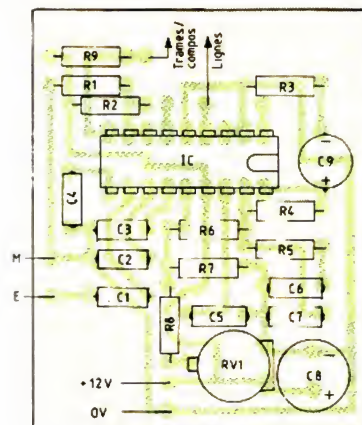 Trames/
compos
Lignes
R9
R1
R2
R3
IC
C9
C4
R4
C3
R6
C2
R5
R7
M
C6
E
C1
R8
C5
C7
RV1
C8
+12V
0V